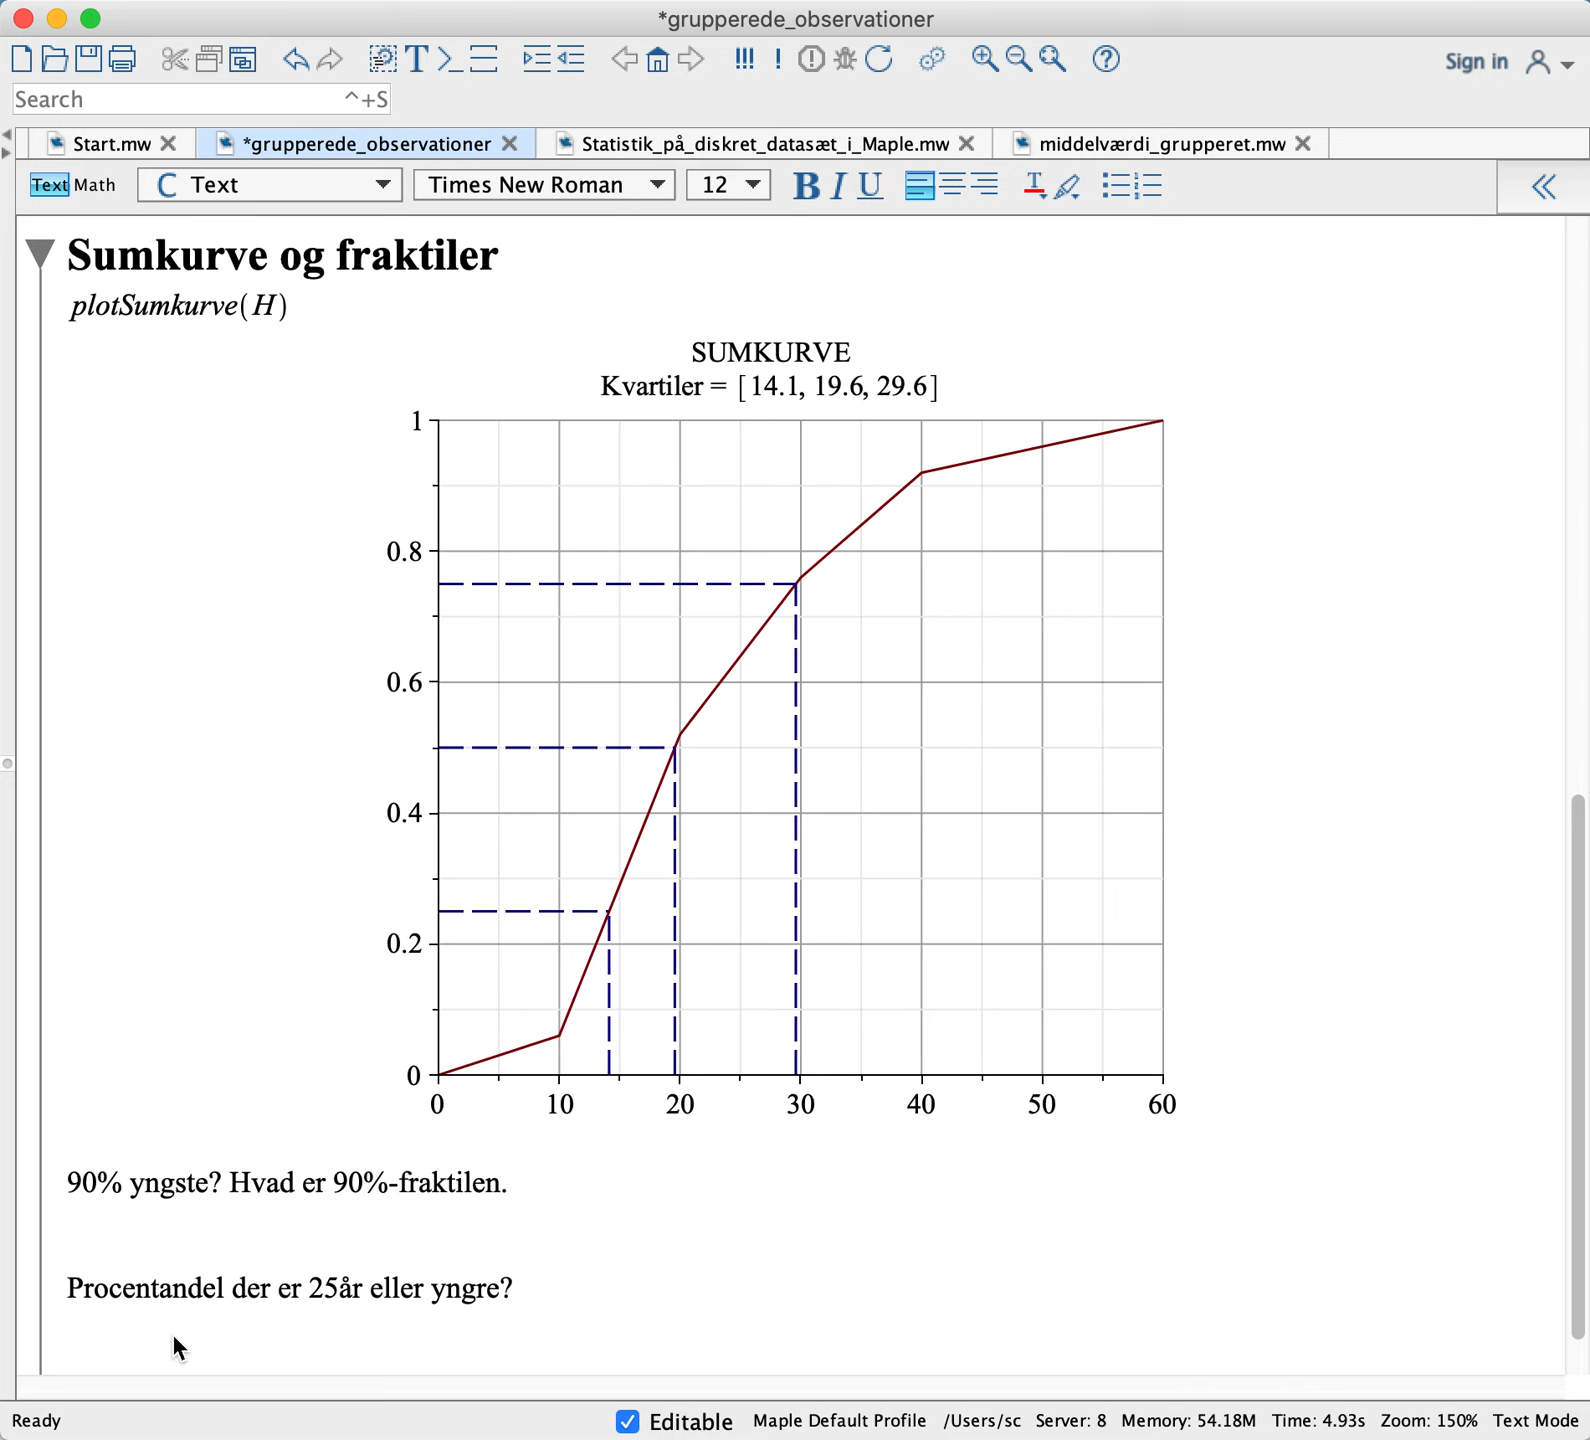 *grupperede_observationer
Sign in
Search ^+S
Start.mw *grupperede_observationer Statistik_på_diskret_datasæt_i_Maple.mw middelværdi_grupperet.mw
Text Math C Text Times New Roman 12 B I U
Sumkurve og fraktiler
plotSumkurve(H)
SUMKURVE
Kvartiler = [14.1, 19.6, 29.6]
1
0.8
0.6
0.4
0.2
0
0 10 20 30 40 50 60
90% yngste? Hvad er 90%-fraktilen.
Procentandel der er 25år eller yngre?
Ready Editable Maple Default Profile /Users/sc Server: 8 Memory: 54.18M Time: 4.93s Zoom: 150% Text Mode